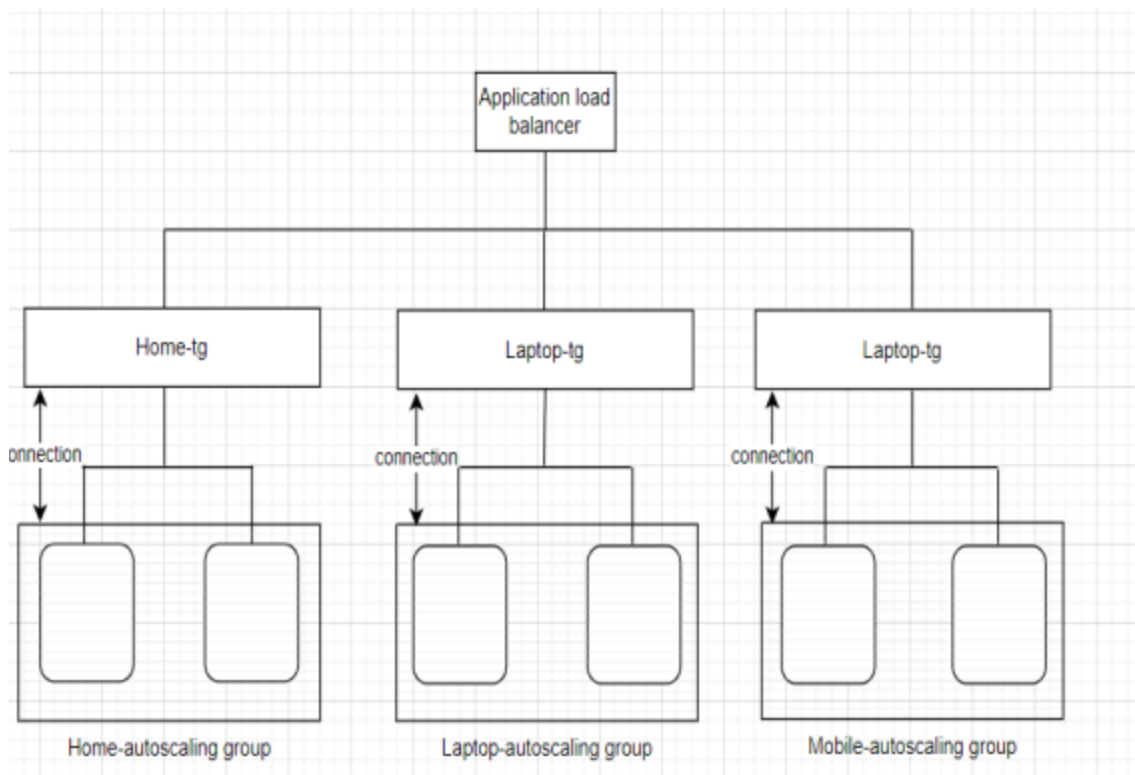 Application load
balancer
Home-tg
Laptop-tg
Laptop-tg
onnection
connection
connection
Home-autoscaling group
Laptop-autoscaling group
Mobile-autoscaling group